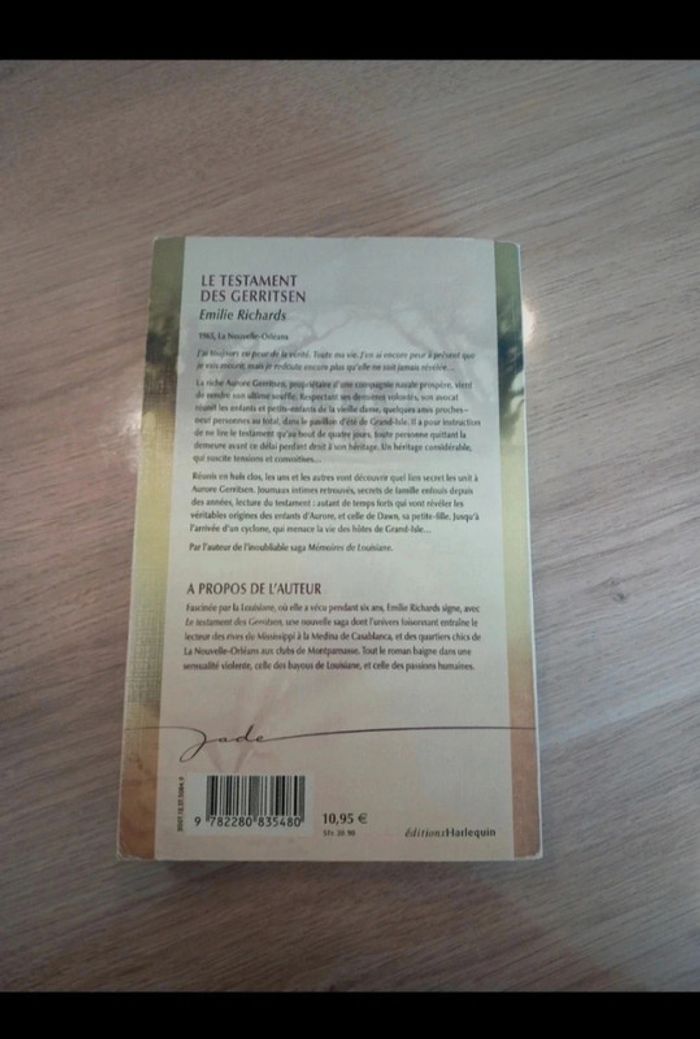 LE TESTAMENT
DES GERRITSEN
Emilie Richards
1965, La Nouvelle-Orléans
J'ai toujours eu peur de la vérité. Toute ma vie. J'en ai encore peur à présent que
je vais mourir, mais je redoute encore plus qu'elle ne soit jamais révélée...
La riche Aurore Gerritsen, propriétaire d'une compagnie navale prospère, vient
de rendre son ultime souffle. Respectant ses dernières volontés, son avocat
réunit les enfants et petits-enfants de la vieille dame, quelques amis proches –
neuf personnes au total, dans le pavillon d'été de Grand-Isle. Il a pour instruction
de ne lire le testament qu'au bout de quatre jours, toute personne quittant la
demeure avant ce délai perdant droit à son héritage. Un héritage considérable,
qui suscite tensions et convoitises...
Réunis en huis clos, les uns et les autres vont découvrir quel lien secret les unit à
Aurore Gerritsen. Journaux intimes retrouvés, secrets de famille enfouis depuis
des années, lecture du testament : autant de temps forts qui vont révéler les
véritables origines des enfants d'Aurore, et celle de Dawn, sa petite-fille. Jusqu'à
l'arrivée d'un cyclone, qui menace la vie des hôtes de Grand-Isle...
Par l'auteur de l'inoubliable saga Mémoires de Louisiane.
A PROPOS DE L'AUTEUR
Fascinée par la Louisiane, où elle a vécu pendant six ans, Emilie Richards signe, avec
Le testament des Gerritsen, une nouvelle saga dont l'univers foisonnant entraîne le
lecteur des rives du Mississippi à la Medina de Casablanca, et des quartiers chics de
La Nouvelle-Orléans aux clubs de Montparnasse. Tout le roman baigne dans une
sensualité violente, celle des bayous de Louisiane, et celle des passions humaines.
Jade
9 782280 835480
10,95 €
éditionsHarlequin